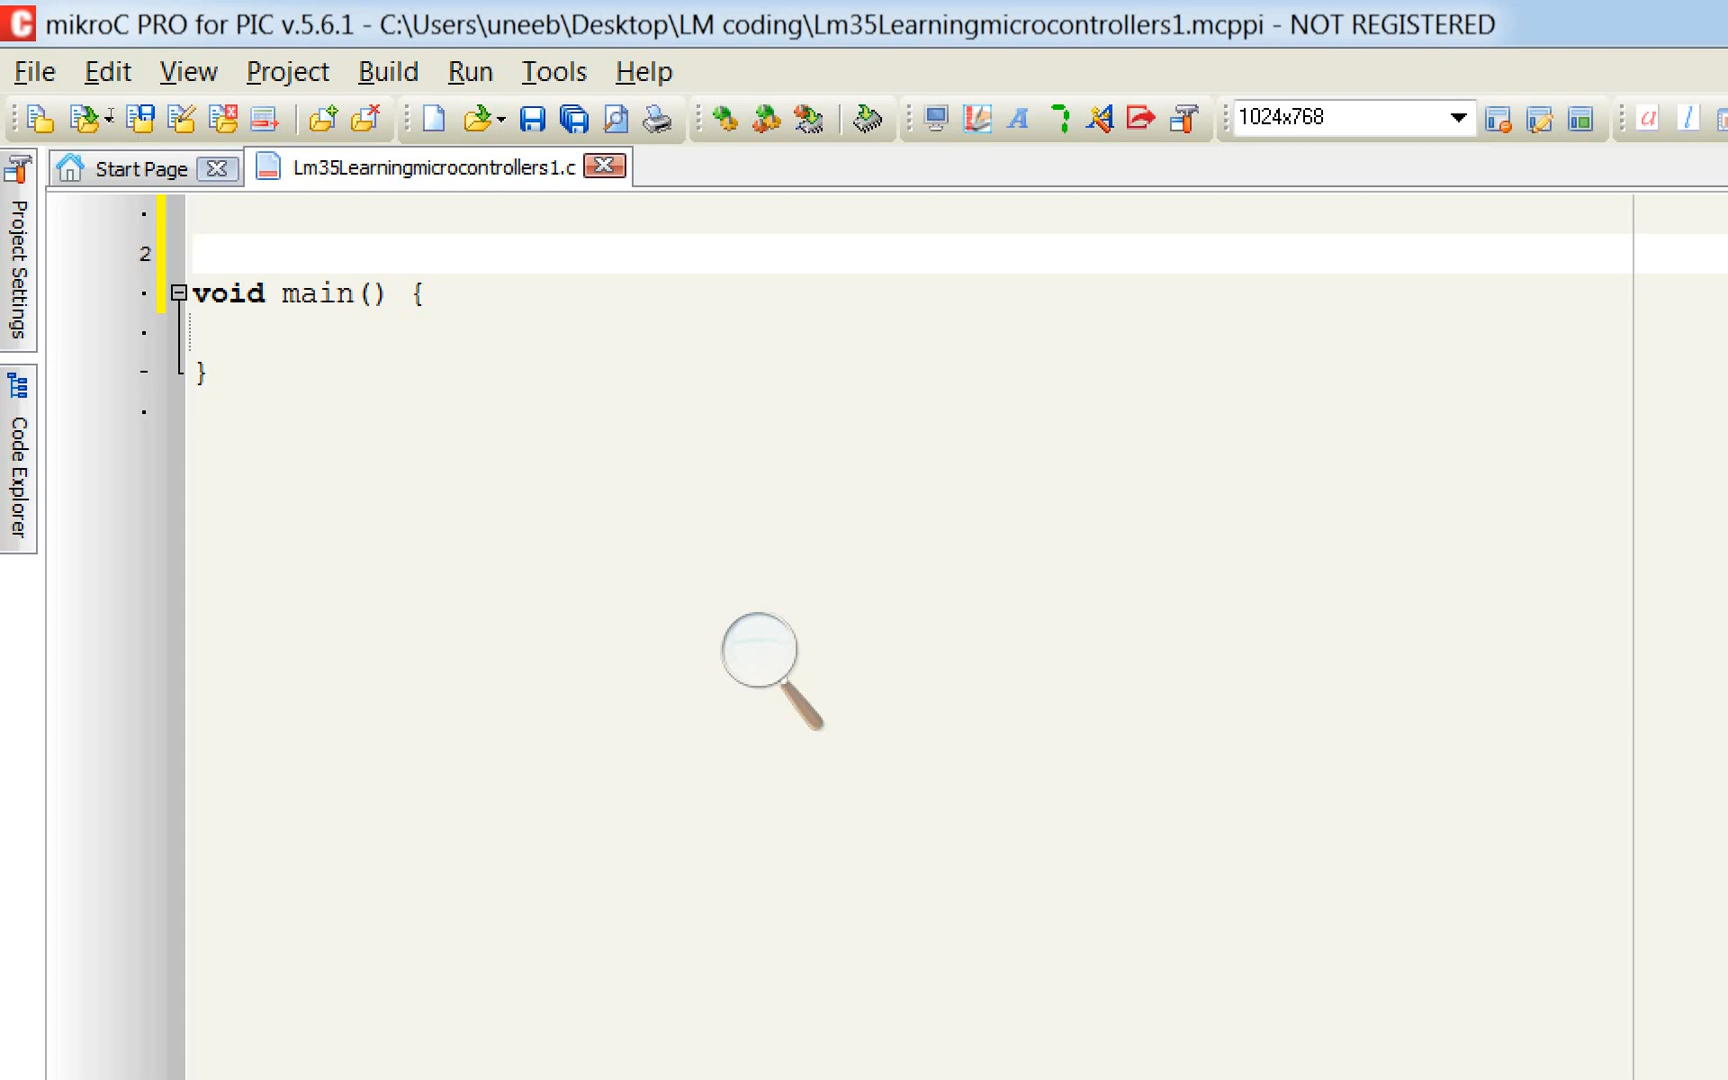 mikroC PRO for PIC v.5.6.1 - C:\Users\uneeb\Desktop\LM coding\Lm35Learningmicrocontrollers1.mcppi - NOT REGISTERED
File Edit View Project Build Run Tools Help
1024x768
Start Page Lm35Learningmicrocontrollers1.c
Project Settings
Code Explorer
2
void main() {
}